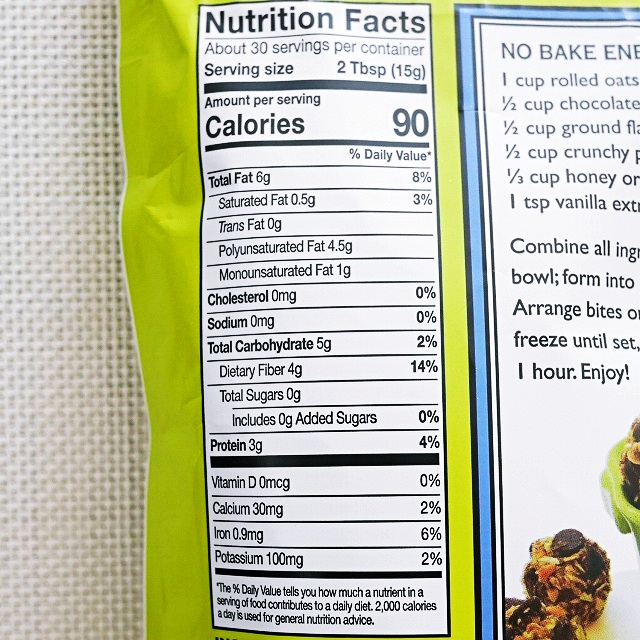 Nutrition Facts
About 30 servings per container
Serving size 2 Tbsp (15g)
Amount per serving
Calories 90
% Daily Value*
Total Fat 6g 8%
Saturated Fat 0.5g 3%
Trans Fat 0g
Polyunsaturated Fat 4.5g
Monounsaturated Fat 1g
Cholesterol 0mg 0%
Sodium 0mg 0%
Total Carbohydrate 5g 2%
Dietary Fiber 4g 14%
Total Sugars 0g
Includes 0g Added Sugars 0%
Protein 3g 4%
Vitamin D 0mcg 0%
Calcium 30mg 2%
Iron 0.9mg 6%
Potassium 100mg 2%
*The % Daily Value tells you how much a nutrient in a
serving of food contributes to a daily diet. 2,000 calories
a day is used for general nutrition advice.
NO BAKE ENE
1 cup rolled oats
½ cup chocolate
½ cup ground fla
½ cup crunchy p
⅓ cup honey or
1 tsp vanilla extr
Combine all ingr
bowl; form into
Arrange bites o
freeze until set,
1 hour. Enjoy!